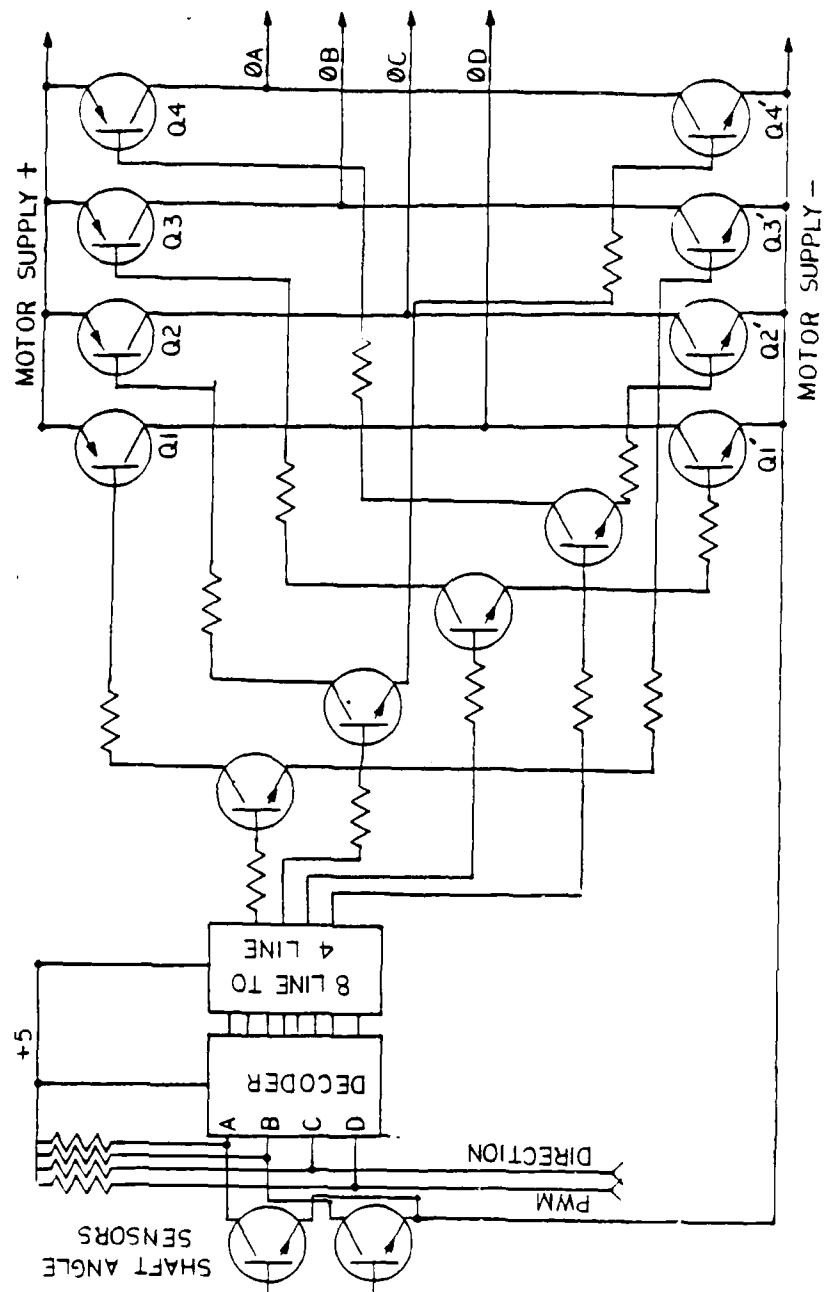 MOTOR SUPPLY +
ØA
ØB
ØC
ØD
Q4
Q3
Q2
Q1
Q4'
Q3'
Q2'
Q1'
MOTOR SUPPLY-
+5
8 LINE TO
4 LINE
DECODER
A
B
C
D
DIRECTION
PWM
SHAFT ANGLE
SENSORS